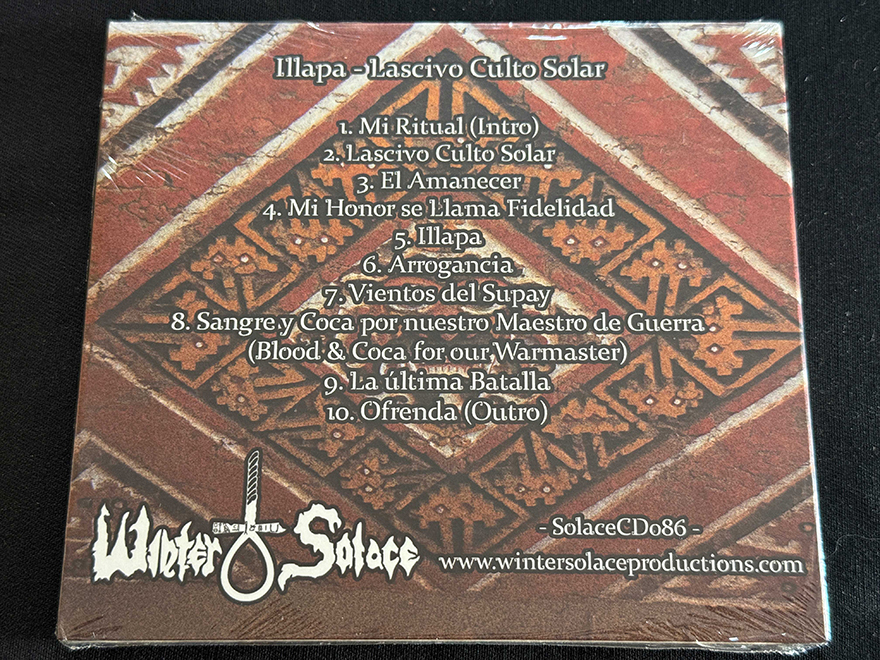 Illapa - Lascivo Culto Solar
1. Mi Ritual (Intro)
2. Lascivo Culto Solar
3. El Amanecer
4. Mi Honor se Llama Fidelidad
5. Illapa
6. Arrogancia
7. Vientos del Supay
8. Sangre y Coca por nuestro Maestro de Guerra
(Blood & Coca for our Warmaster)
9. La última Batalla
10. Ofrenda (Outro)
Winter Solace
- SolaceCD086 -
www.wintersolaceproductions.com